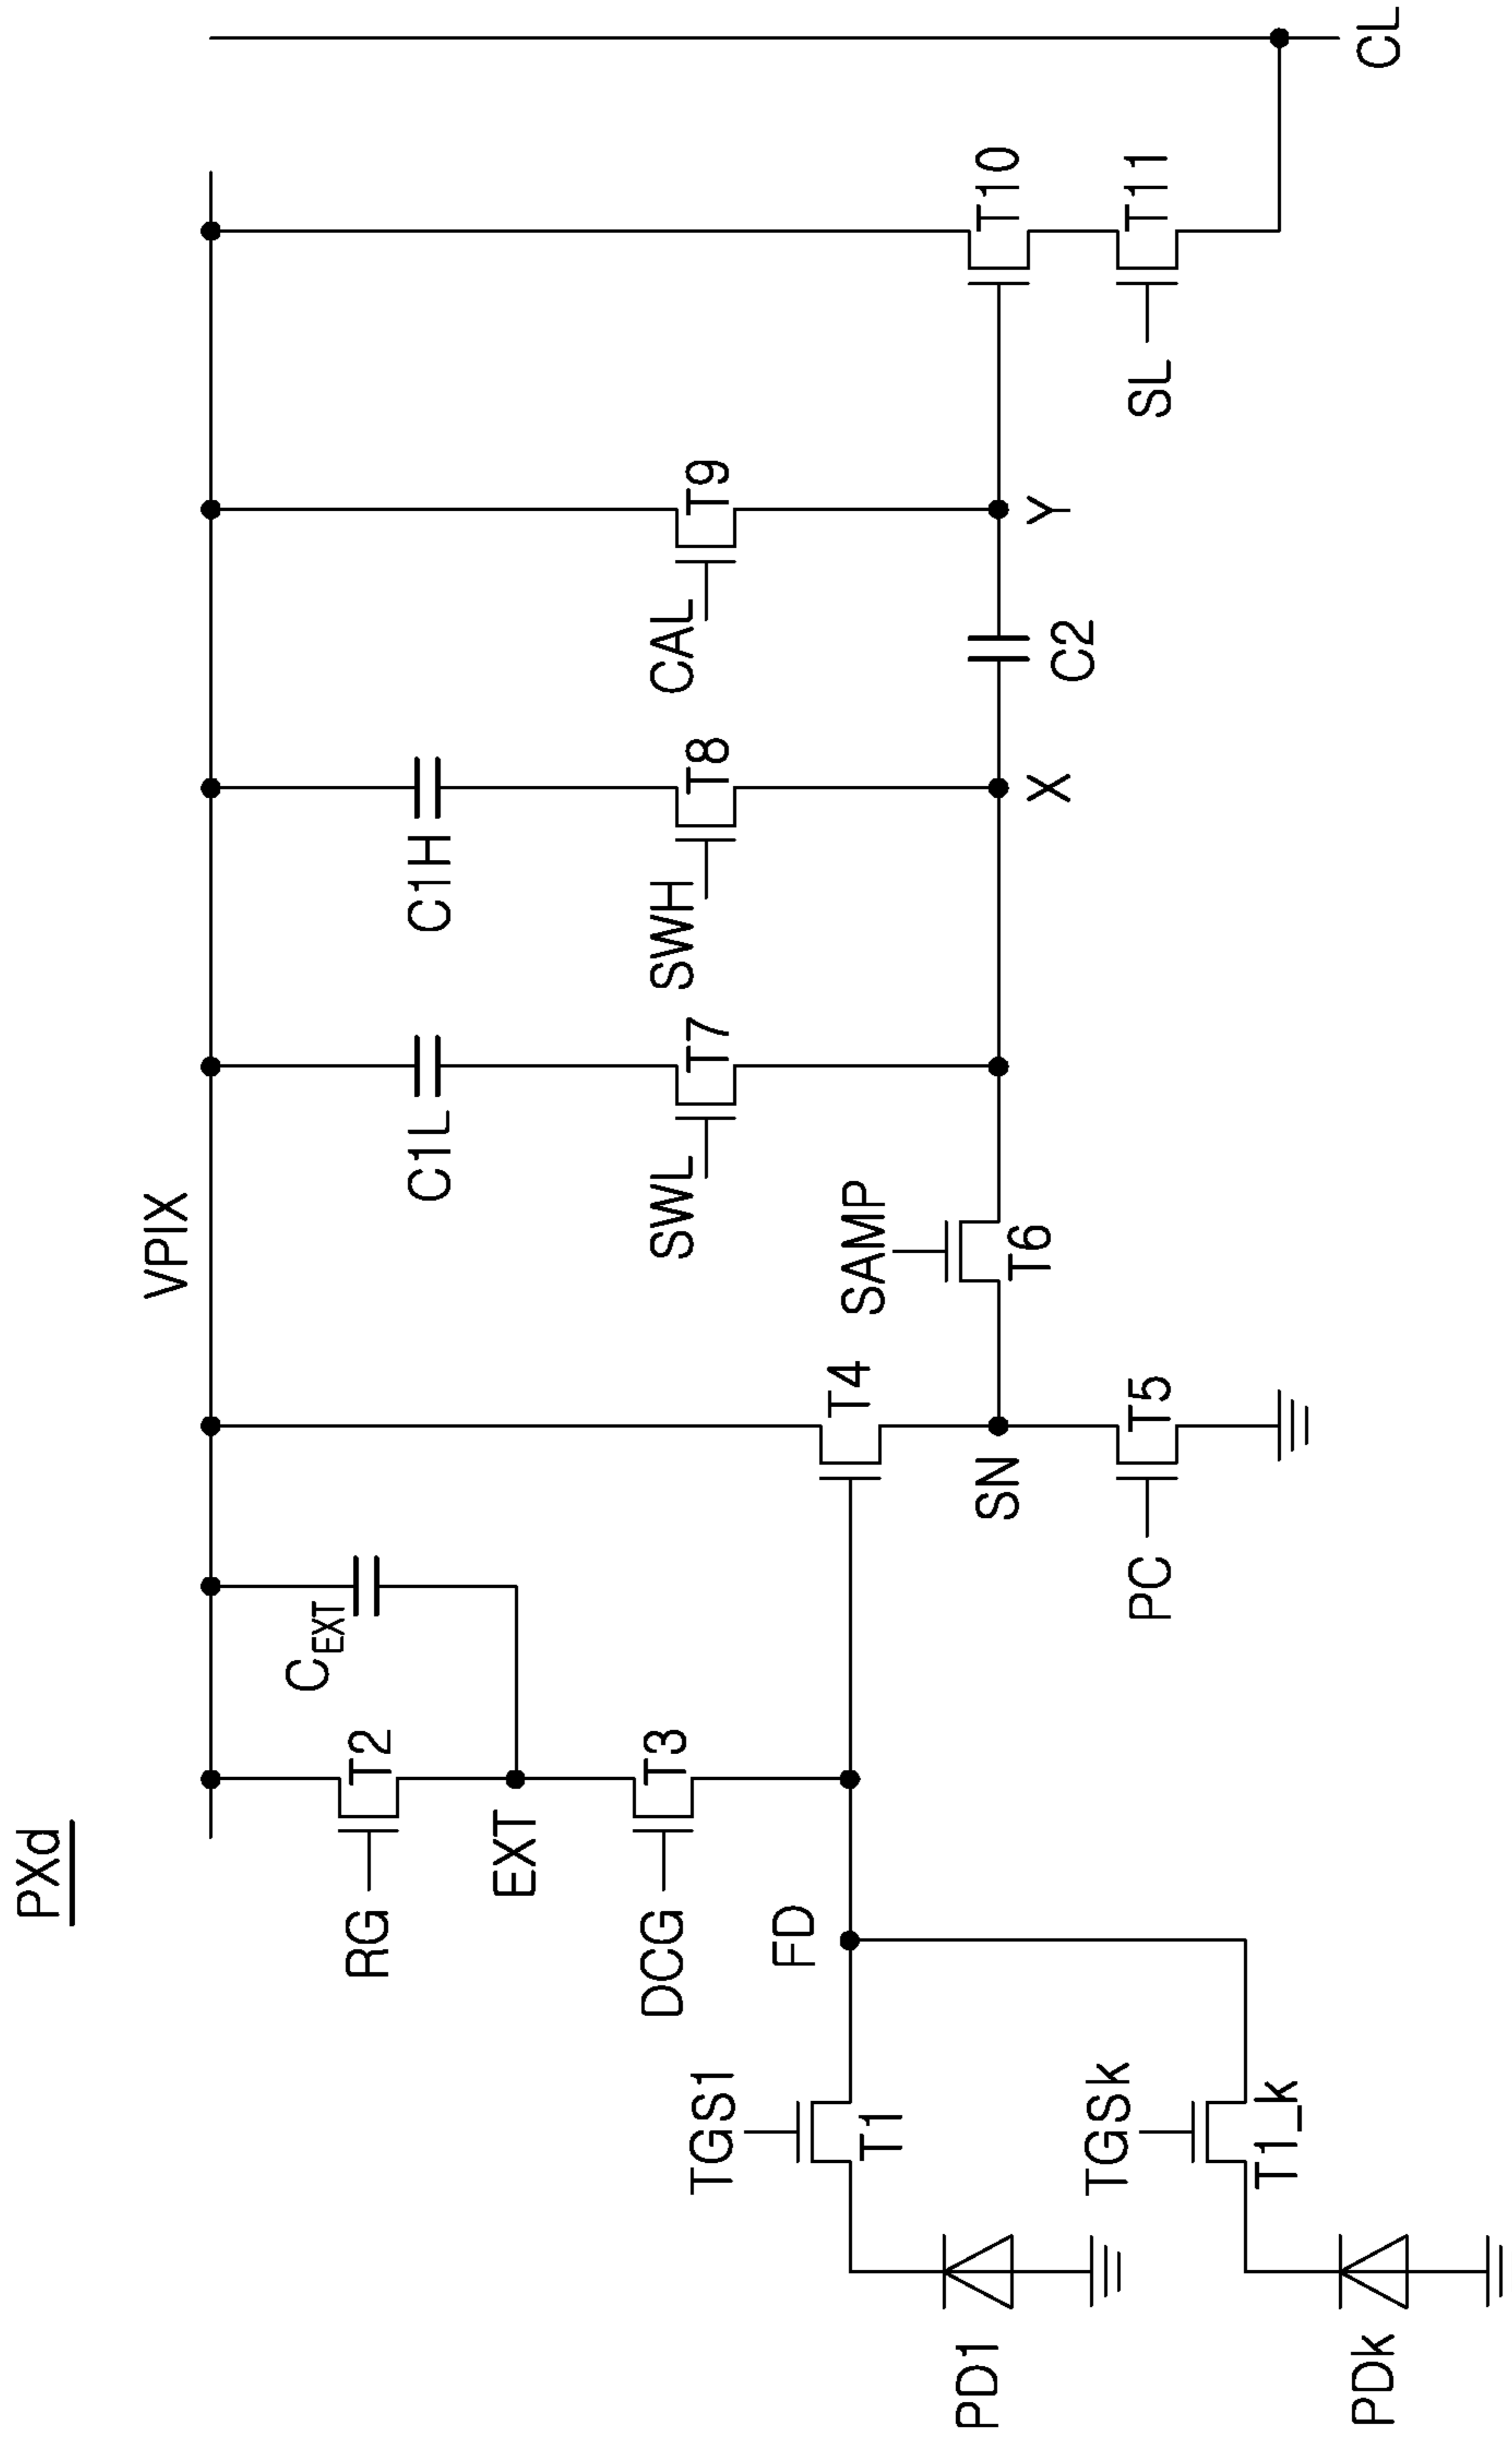 PXd
VPIX
RG
T2
CEXT
EXT
DCG
T3
FD
TGS1
T1
PD1
TGSk
T1_k
PDk
T4
SN
PC
T5
SAMP
T6
C1L
SWL
T7
C1H
SWH
T8
X
C2
CAL
T9
Y
T10
SL
T11
CL